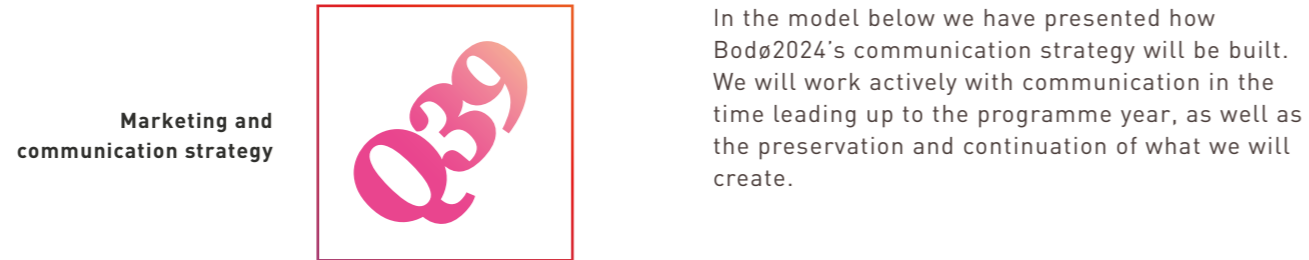 Marketing and
communication strategy
Q39
In the model below we have presented how
Bodø2024's communication strategy will be built.
We will work actively with communication in the
time leading up to the programme year, as well as
the preservation and continuation of what we will
create.